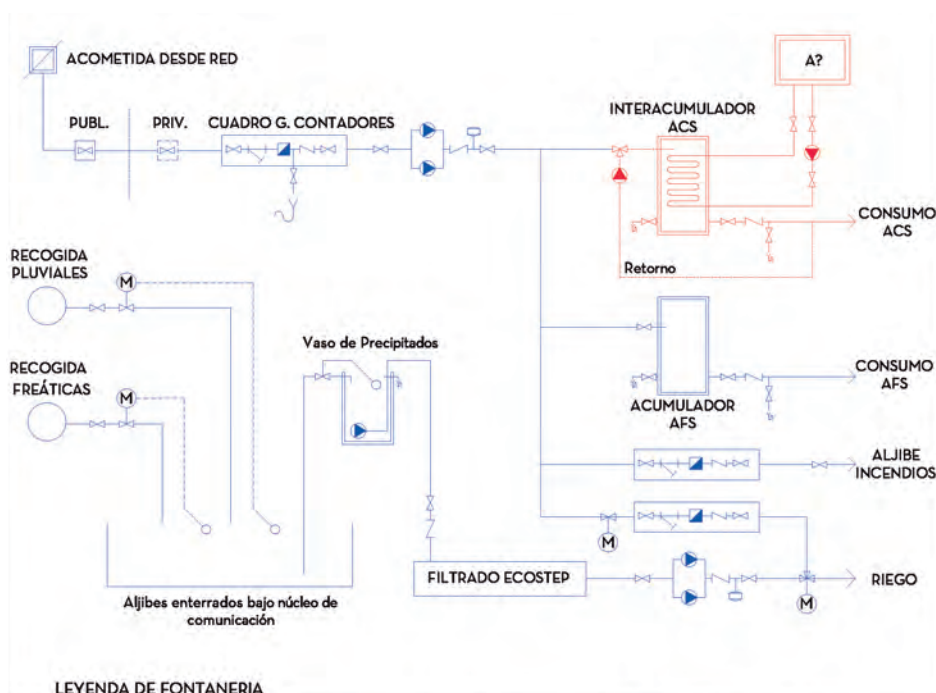 ACOMETIDA DESDE RED
PUBL.
PRIV.
CUADRO G. CONTADORES
INTERACUMULADOR
ACS
A?
CONSUMO
ACS
Retorno
RECOGIDA
PLUVIALES
M
RECOGIDA
FREÁTICAS
M
Vaso de Precipitados
ACUMULADOR
AFS
CONSUMO
AFS
ALJIBE
INCENDIOS
M
FILTRADO ECOSTEP
RIEGO
M
Aljibes enterrados bajo núcleo de
comunicación
LEYENDA DE FONTANERIA